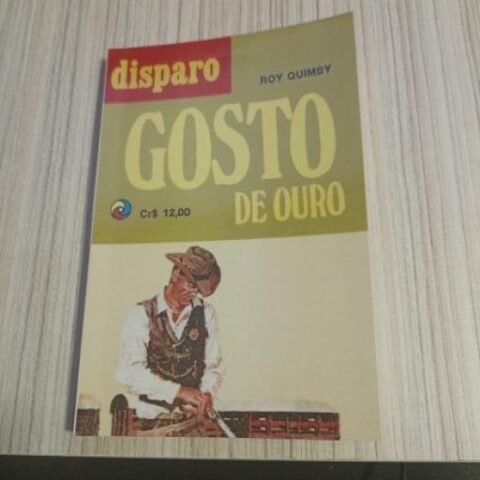 disparo
ROY QUIMBY
GOSTO
DE OURO
Cr$ 12,00